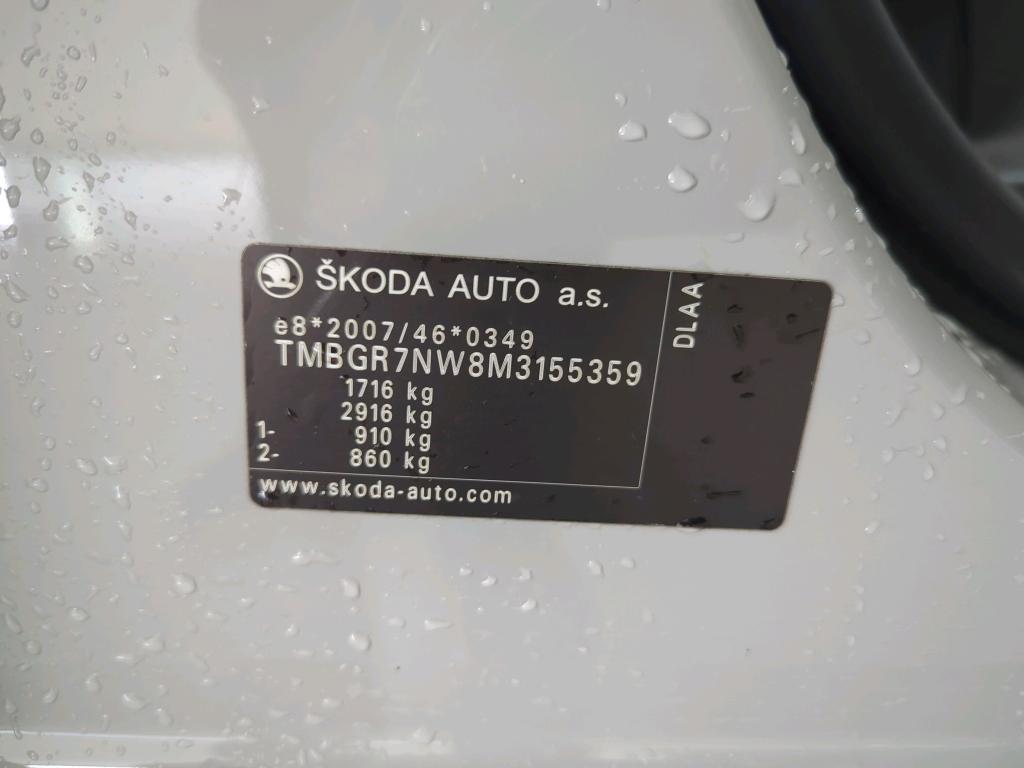 ŠKODA AUTO a.s.
e8*2007/46*0349
TMBGR7NW8M3155359
1716 kg
2916 kg
1- 910 kg
2- 860 kg
www.skoda-auto.com
DLAA